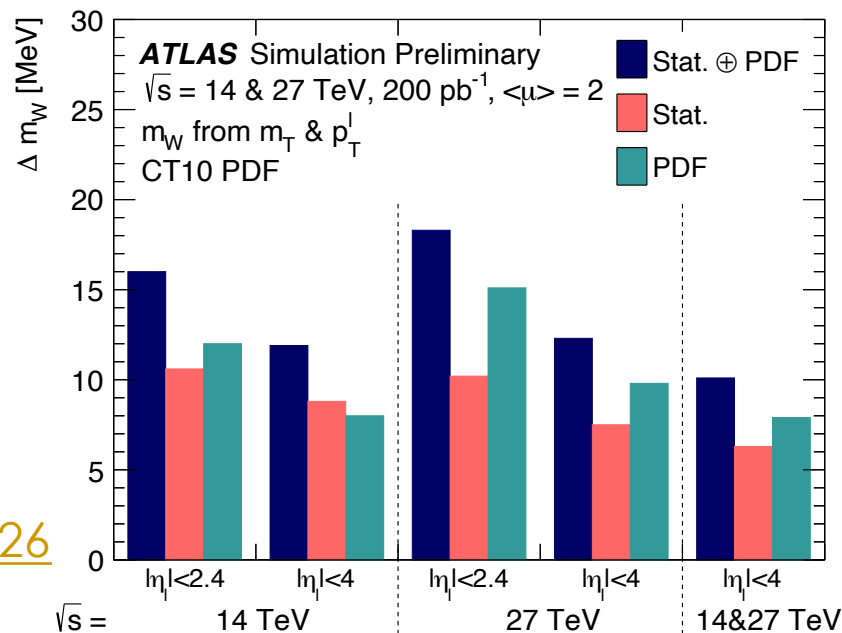 Δ m_W [MeV]
30
25
20
15
10
5
0
ATLAS Simulation Preliminary
√s = 14 & 27 TeV, 200 pb⁻¹, <μ> = 2
m_W from m_T & p_T^l
CT10 PDF
Stat. ⊕ PDF
Stat.
PDF
26
|η_l|<2.4 |η_l|<4 |η_l|<2.4 |η_l|<4 |η_l|<4
√s = 14 TeV 27 TeV 14&27 TeV